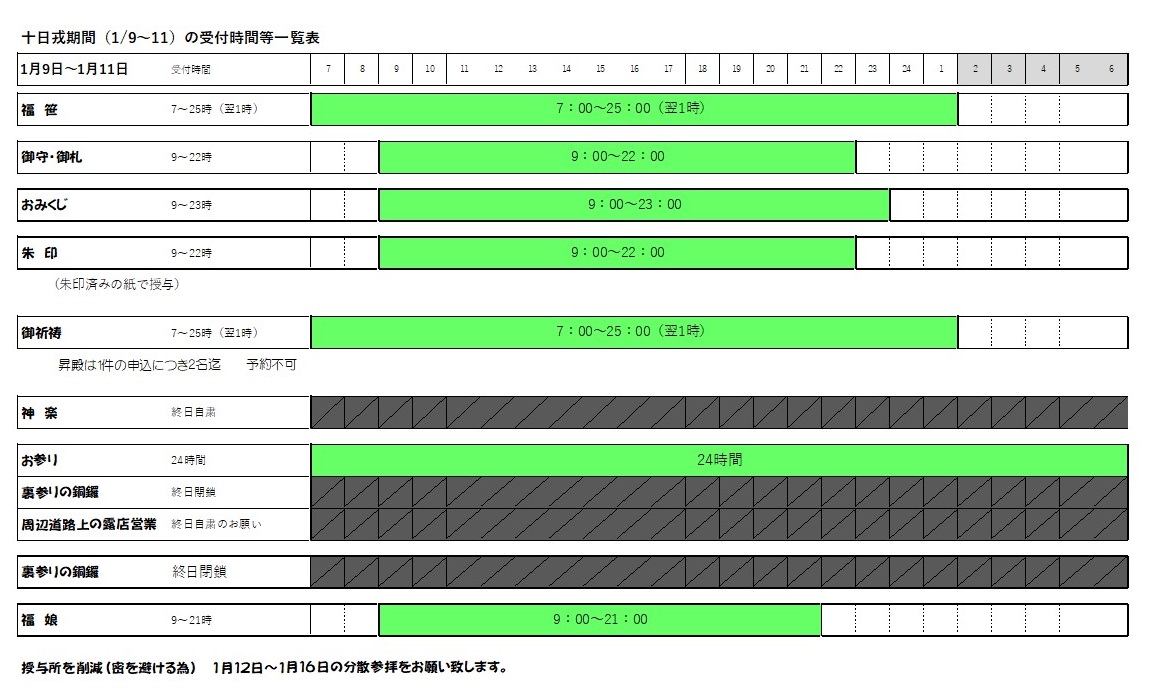 十日戎期間（1/9～11）の受付時間等一覧表
1月9日～1月11日 受付時間 7 8 9 10 11 12 13 14 15 16 17 18 19 20 21 22 23 24 1 2 3 4 5 6
福 笹 7～25時（翌1時） 7：00～25：00（翌1時）
御守・御札 9～22時 9：00～22：00
おみくじ 9～23時 9：00～23：00
朱 印 9～22時 9：00～22：00
（朱印済みの紙で授与）
御祈祷 7～25時（翌1時） 7：00～25：00（翌1時）
昇殿は1件の申込につき2名迄 予約不可
神 楽 終日自粛
お参り 24時間 24時間
裏参りの銅鑼 終日閉鎖
周辺道路上の露店営業 終日自粛のお願い
裏参りの銅鑼 終日閉鎖
福 娘 9～21時 9：00～21：00
授与所を削減（密を避ける為） 1月12日～1月16日の分散参拝をお願い致します。